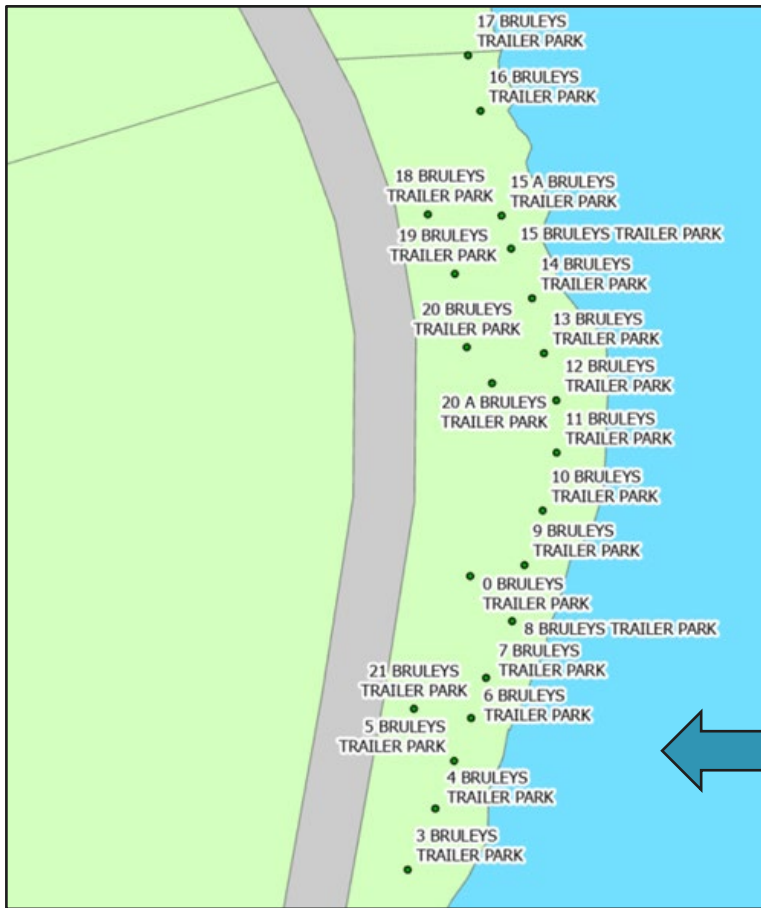 17 BRULEYS
TRAILER PARK
16 BRULEYS
TRAILER PARK
18 BRULEYS
TRAILER PARK
15 A BRULEYS
TRAILER PARK
19 BRULEYS
TRAILER PARK
15 BRULEYS TRAILER PARK
14 BRULEYS
TRAILER PARK
20 BRULEYS
TRAILER PARK
13 BRULEYS
TRAILER PARK
12 BRULEYS
TRAILER PARK
20 A BRULEYS
TRAILER PARK
11 BRULEYS
TRAILER PARK
10 BRULEYS
TRAILER PARK
9 BRULEYS
TRAILER PARK
0 BRULEYS
TRAILER PARK
8 BRULEYS TRAILER PARK
7 BRULEYS
TRAILER PARK
21 BRULEYS
TRAILER PARK
6 BRULEYS
TRAILER PARK
5 BRULEYS
TRAILER PARK
4 BRULEYS
TRAILER PARK
3 BRULEYS
TRAILER PARK